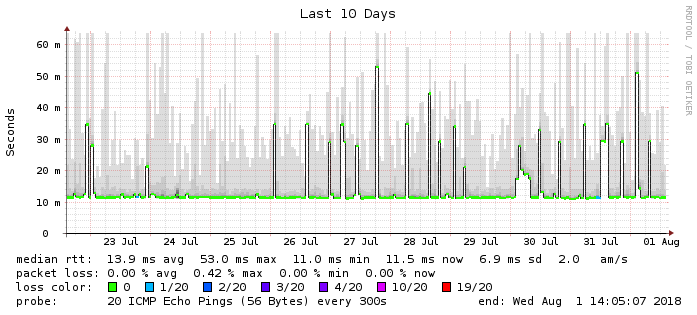 Last 10 Days
RRDTOOL / TOBI OETIKER
Seconds
60 m
50 m
40 m
30 m
20 m
10 m
0
23 Jul 24 Jul 25 Jul 26 Jul 27 Jul 28 Jul 29 Jul 30 Jul 31 Jul 01 Aug
median rtt: 13.9 ms avg 53.0 ms max 11.0 ms min 11.5 ms now 6.9 ms sd 2.0 am/s
packet loss: 0.00 % avg 0.42 % max 0.00 % min 0.00 % now
loss color: 0 1/20 2/20 3/20 4/20 10/20 19/20
probe: 20 ICMP Echo Pings (56 Bytes) every 300s end: Wed Aug 1 14:05:07 2018